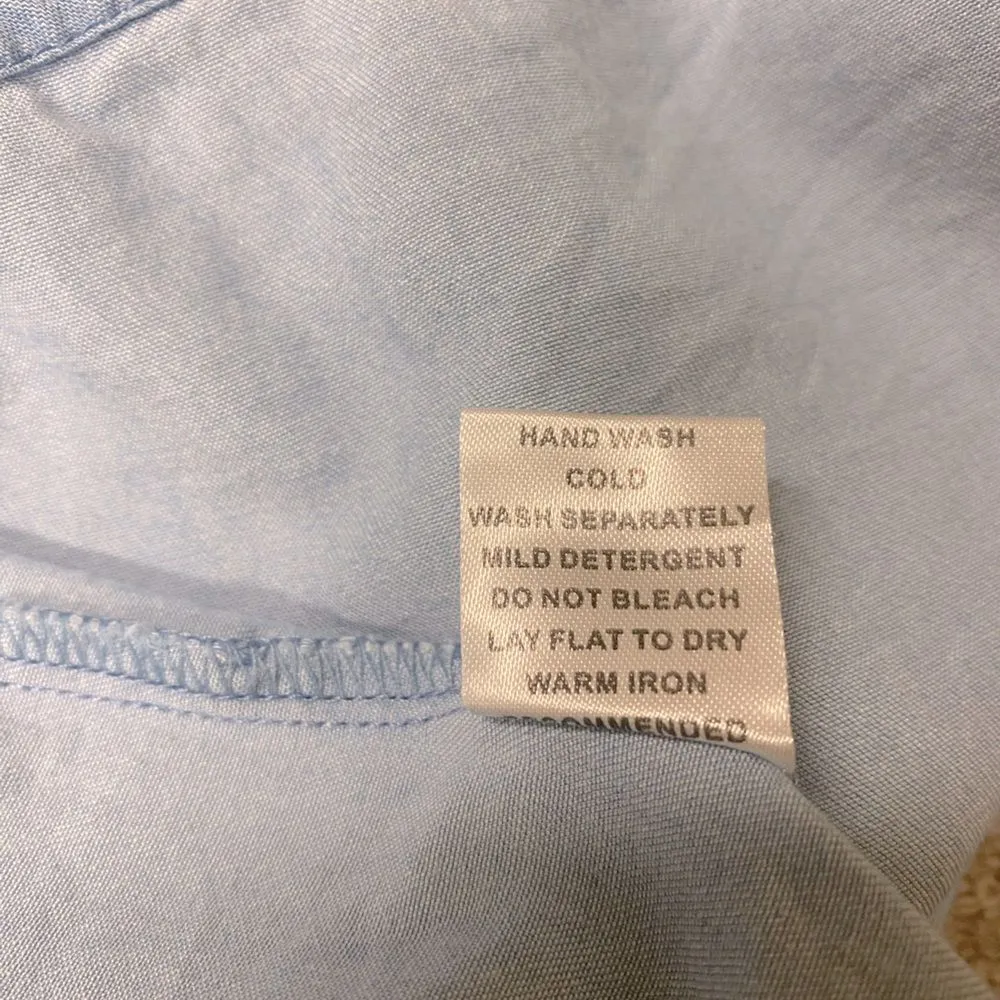 HAND WASH
COLD
WASH SEPARATELY
MILD DETERGENT
DO NOT BLEACH
LAY FLAT TO DRY
WARM IRON
RECOMMENDED